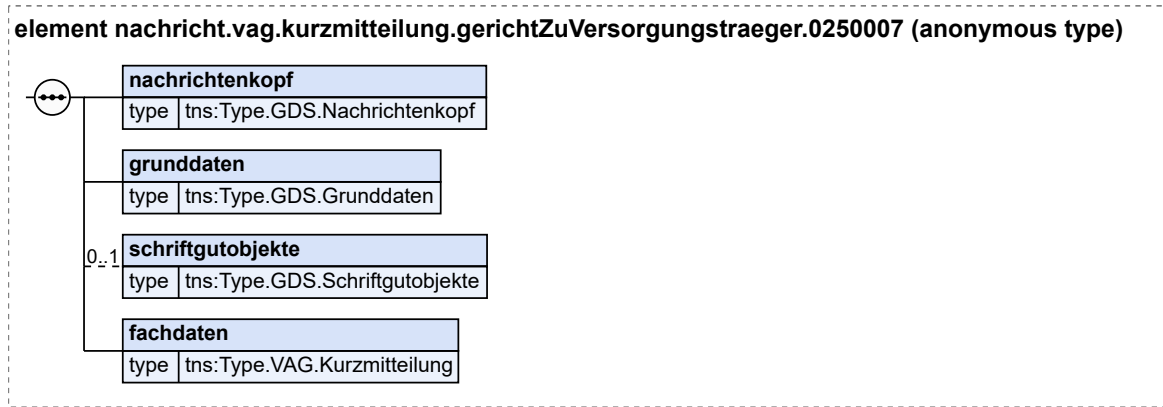 element nachricht.vag.kurzmitteilung.gerichtZuVersorgungstraeger.0250007 (anonymous type)
nachrichtenkopf
type tns:Type.GDS.Nachrichtenkopf
grunddaten
type tns:Type.GDS.Grunddaten
0..1 schriftgutobjekte
type tns:Type.GDS.Schriftgutobjekte
fachdaten
type tns:Type.VAG.Kurzmitteilung